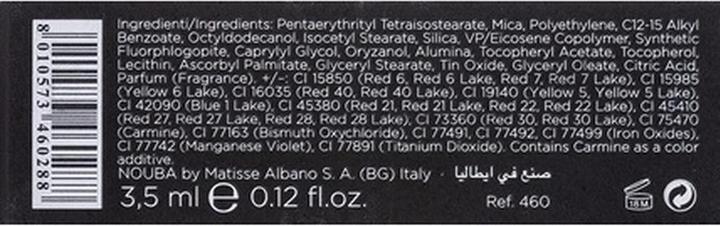 Ingredienti/Ingredients: Pentaerythrityl Tetraisostearate, Mica, Polyethylene, C12-15 Alkyl
Benzoate, Octyldodecanol, Isocetyl Stearate, Silica, VP/Eicosene Copolymer, Synthetic
Fluorphlogopite, Caprylyl Glycol, Oryzanol, Alumina, Tocopheryl Acetate, Tocopherol,
Lecithin, Ascorbyl Palmitate, Glyceryl Stearate, Tin Oxide, Glyceryl Oleate, Citric Acid,
Parfum (Fragrance). +/-: CI 15850 (Red 6, Red 6 Lake, Red 7, Red 7 Lake), CI 15985
(Yellow 6 Lake), CI 16035 (Red 40, Red 40 Lake), CI 19140 (Yellow 5, Yellow 5 Lake),
CI 42090 (Blue 1 Lake), CI 45380 (Red 21, Red 21 Lake, Red 22, Red 22 Lake), CI 45410
(Red 27, Red 27 Lake, Red 28, Red 28 Lake), CI 73360 (Red 30, Red 30 Lake), CI 75470
(Carmine), CI 77163 (Bismuth Oxychloride), CI 77491, CI 77492, CI 77499 (Iron Oxides),
CI 77742 (Manganese Violet), CI 77891 (Titanium Dioxide). Contains Carmine as a color
additive.
NOUBA by Matisse Albano S. A. (BG) Italy · صنع في ايطاليا
3,5 ml ℮ 0.12 fl.oz. Ref. 460
18 M
8 010573 460288